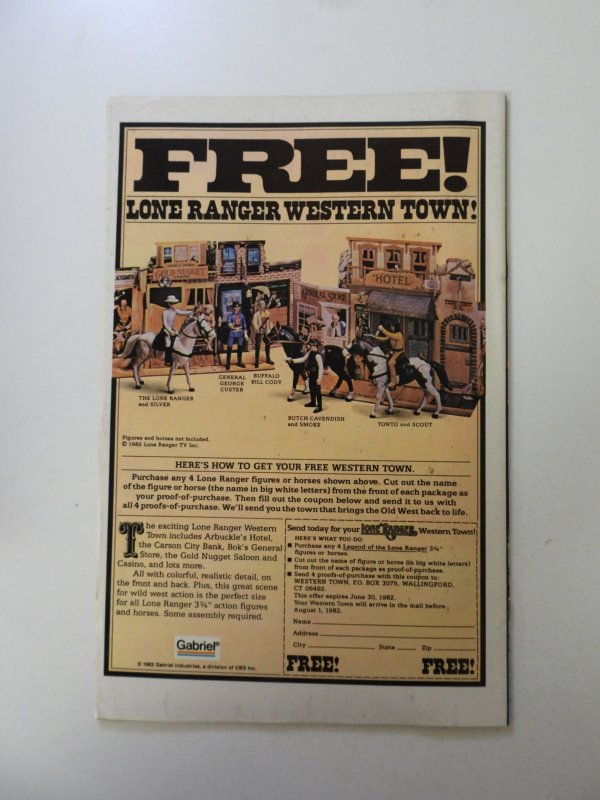 FREE!
LONE RANGER WESTERN TOWN!
GOLD NUGGET
GENERAL STORE
HOTEL
THE LONE RANGER
and SILVER
GENERAL
GEORGE
CUSTER
BUFFALO
BILL CODY
BUTCH CAVENDISH
and SMOKE
TONTO and SCOUT
Figures and horses not included.
© 1982 Lone Ranger TV Inc.
HERE'S HOW TO GET YOUR FREE WESTERN TOWN.
Purchase any 4 Lone Ranger figures or horses shown above. Cut out the name
of the figure or horse (the name in big white letters) from the front of each package as
your proof-of-purchase. Then fill out the coupon below and send it to us with
all 4 proofs-of-purchase. We'll send you the town that brings the Old West back to life.
The exciting Lone Ranger Western
Town includes Arbuckle's Hotel,
the Carson City Bank, Bok's General
Store, the Gold Nugget Saloon and
Casino, and lots more.
All with colorful, realistic detail, on
the front and back. Plus, this great scene
for wild west action is the perfect size
for all Lone Ranger 3¾" action figures
and horses. Some assembly required.
Gabriel®
© 1982 Gabriel Industries, a division of CBS Inc.
Send today for your Lone Ranger Western Town!
HERE'S WHAT YOU DO:
■ Purchase any 4 Legend of the Lone Ranger 3¾"
figures or horses.
■ Cut out the name of figure or horse (in big white letters)
from front of each package as proof-of-purchase.
■ Send 4 proofs-of-purchase with this coupon to:
WESTERN TOWN, P.O. BOX 3075, WALLINGFORD,
CT 06492.
This offer expires June 30, 1982.
Your Western Town will arrive in the mail before
August 1, 1982.
Name
Address
City State Zip
FREE! FREE!